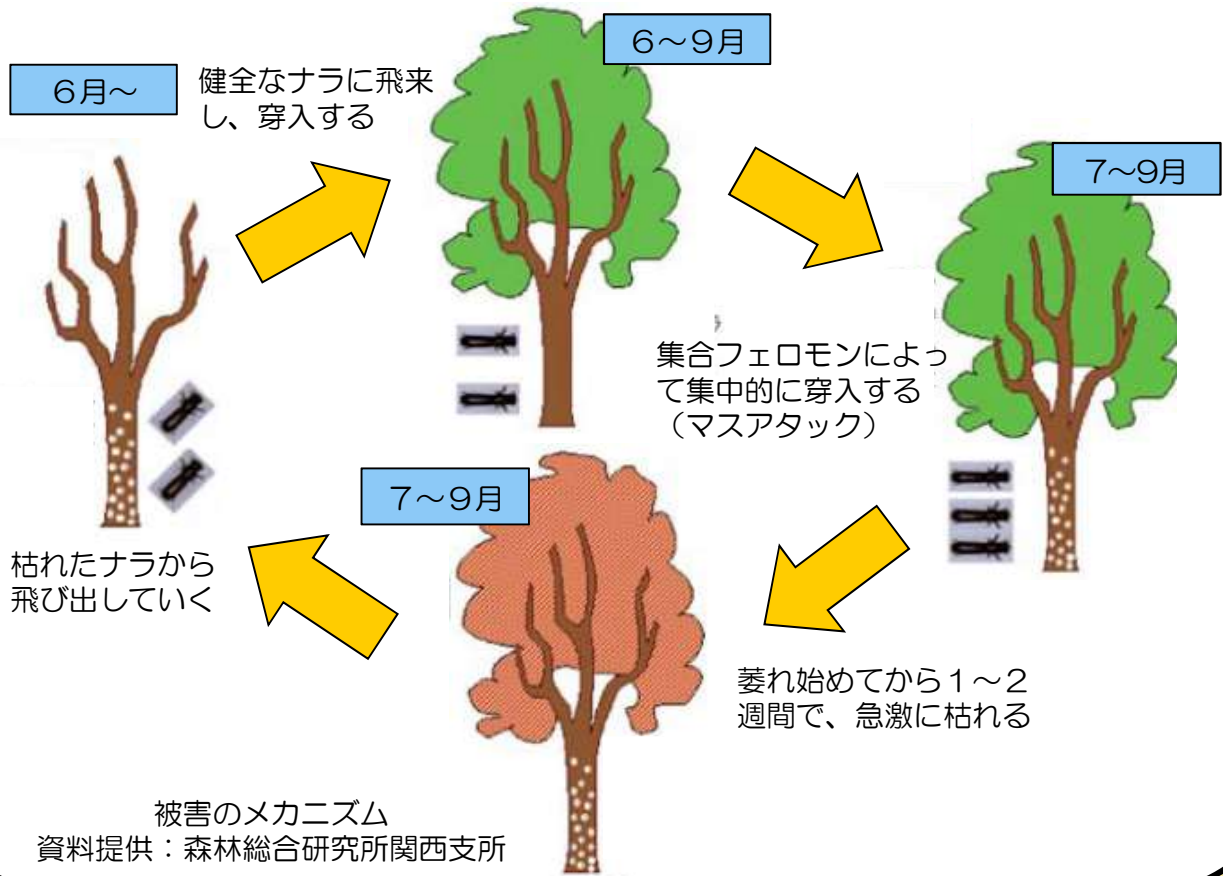 6月~
健全なナラに飛来
し、穿入する
6~9月
7~9月
集合フェロモンによっ
て集中的に穿入する
(マスアタック)
萎れ始めてから1~2
週間で、急激に枯れる
7~9月
枯れたナラから
飛び出していく
被害のメカニズム
資料提供:森林総合研究所関西支所